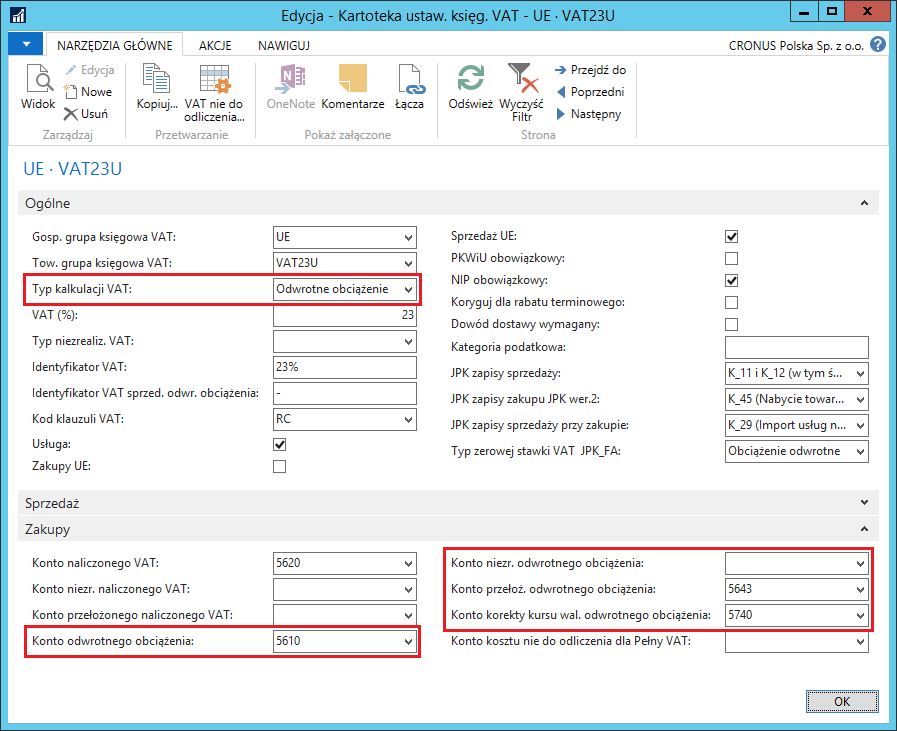 Edycja - Kartoteka ustaw. księg. VAT - UE · VAT23U
NARZĘDZIA GŁÓWNE AKCJE NAWIGUJ CRONUS Polska Sp. z o.o. ?
Widok Edycja Nowe Usuń
Zarządzaj
Kopiuj... VAT nie do odliczenia...
Przetwarzanie
OneNote Komentarze Łącza
Pokaż załączone
Odśwież Wyczyść Filtr Przejdź do Poprzedni Następny
Strona
UE · VAT23U
Ogólne
Gosp. grupa księgowa VAT: UE
Tow. grupa księgowa VAT: VAT23U
Typ kalkulacji VAT: Odwrotne obciążenie
VAT (%): 23
Typ niezrealiz. VAT:
Identyfikator VAT: 23%
Identyfikator VAT sprzed. odwr. obciążenia: -
Kod klauzuli VAT: RC
Usługa:
Zakupy UE:
Sprzedaż UE:
PKWiU obowiązkowy:
NIP obowiązkowy:
Koryguj dla rabatu terminowego:
Dowód dostawy wymagany:
Kategoria podatkowa:
JPK zapisy sprzedaży: K_11 i K_12 (w tym ś...
JPK zapisy zakupu JPK wer.2: K_45 (Nabycie towar...
JPK zapisy sprzedaży przy zakupie: K_29 (Import usług n...
Typ zerowej stawki VAT JPK_FA: Obciążenie odwrotne
Sprzedaż
Zakupy
Konto naliczonego VAT: 5620
Konto niezr. naliczonego VAT:
Konto przełożonego naliczonego VAT:
Konto odwrotnego obciążenia: 5610
Konto niezr. odwrotnego obciążenia:
Konto przełoż. odwrotnego obciążenia: 5643
Konto korekty kursu wal. odwrotnego obciążenia: 5740
Konto kosztu nie do odliczenia dla Pełny VAT:
OK